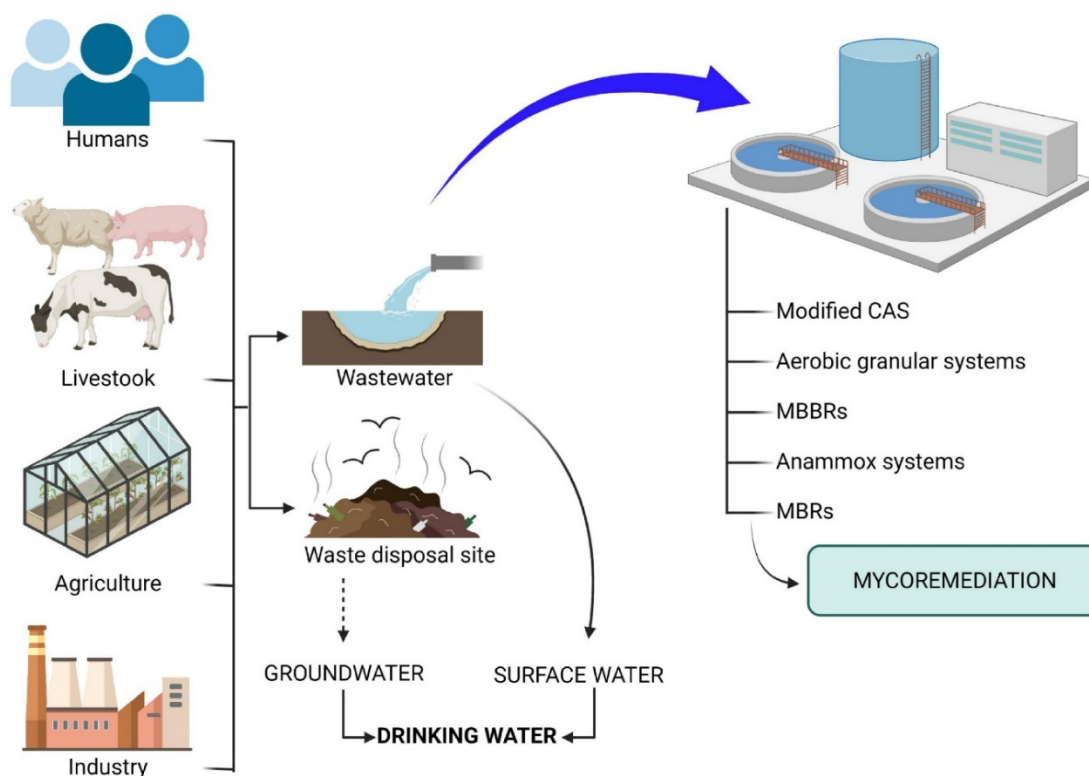 Humans
Livestook
Agriculture
Industry
Wastewater
Waste disposal site
GROUNDWATER
SURFACE WATER
DRINKING WATER
Modified CAS
Aerobic granular systems
MBBRs
Anammox systems
MBRs
MYCOREMEDIATION